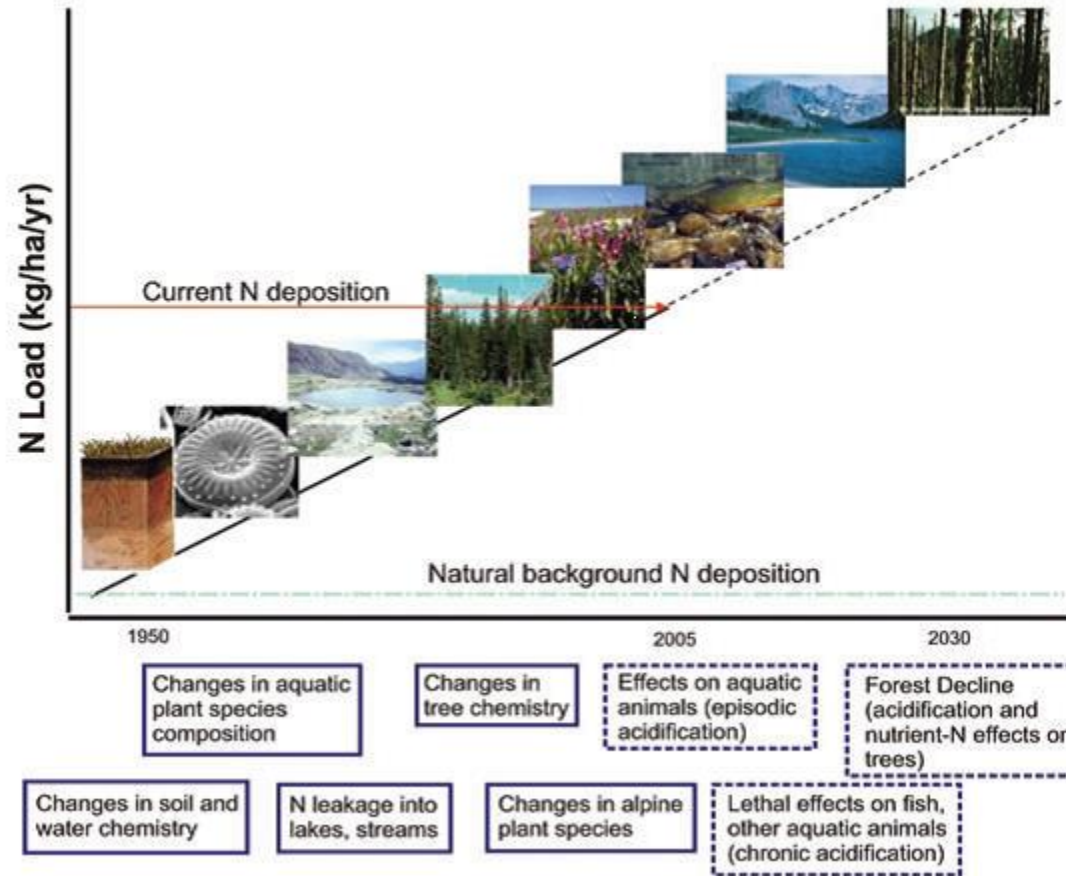 N Load (kg/ha/yr)
Current N deposition
Natural background N deposition
1950
2005
2030
Changes in aquatic
plant species
composition
Changes in
tree chemistry
Effects on aquatic
animals (episodic
acidification)
Forest Decline
(acidification and
nutrient-N effects on
trees)
Changes in soil and
water chemistry
N leakage into
lakes, streams
Changes in alpine
plant species
Lethal effects on fish,
other aquatic animals
(chronic acidification)